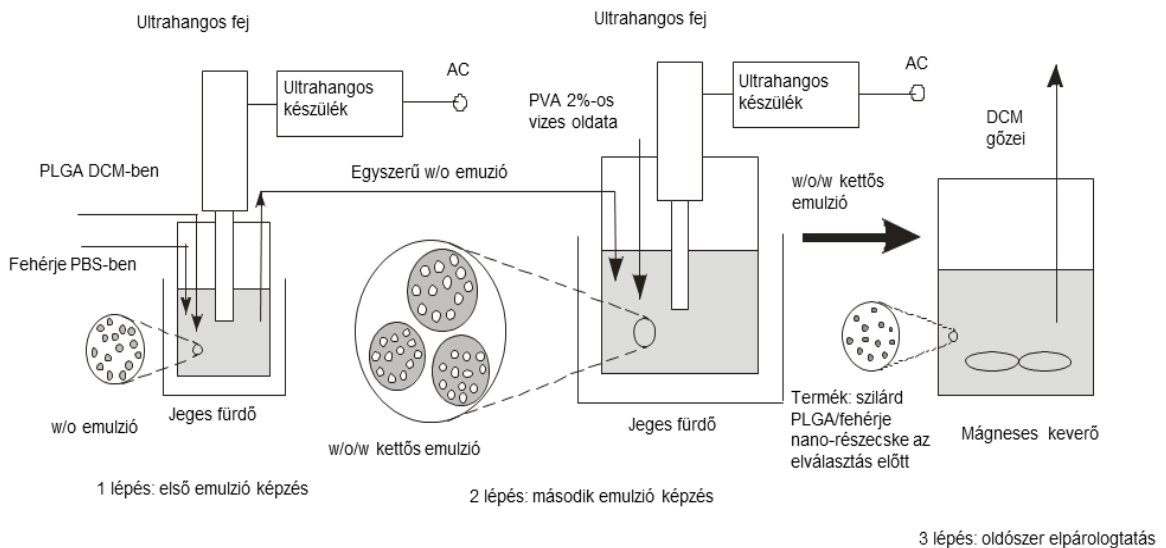 Ultrahangos fej
Ultrahangos
készülék
AC
PLGA DCM-ben
Fehérje PBS-ben
w/o emulzió
Jeges fürdő
1 lépés: első emulzió képzés
Egyszerű w/o emuzió
Ultrahangos fej
PVA 2%-os
vizes oldata
Ultrahangos
készülék
AC
w/o/w kettős emulzió
Jeges fürdő
2 lépés: második emulzió képzés
w/o/w kettős
emulzió
DCM
gőzei
Termék: szilárd
PLGA/fehérje
nano-részecske az
elválasztás előtt
Mágneses keverő
3 lépés: oldószer elpárologtatás